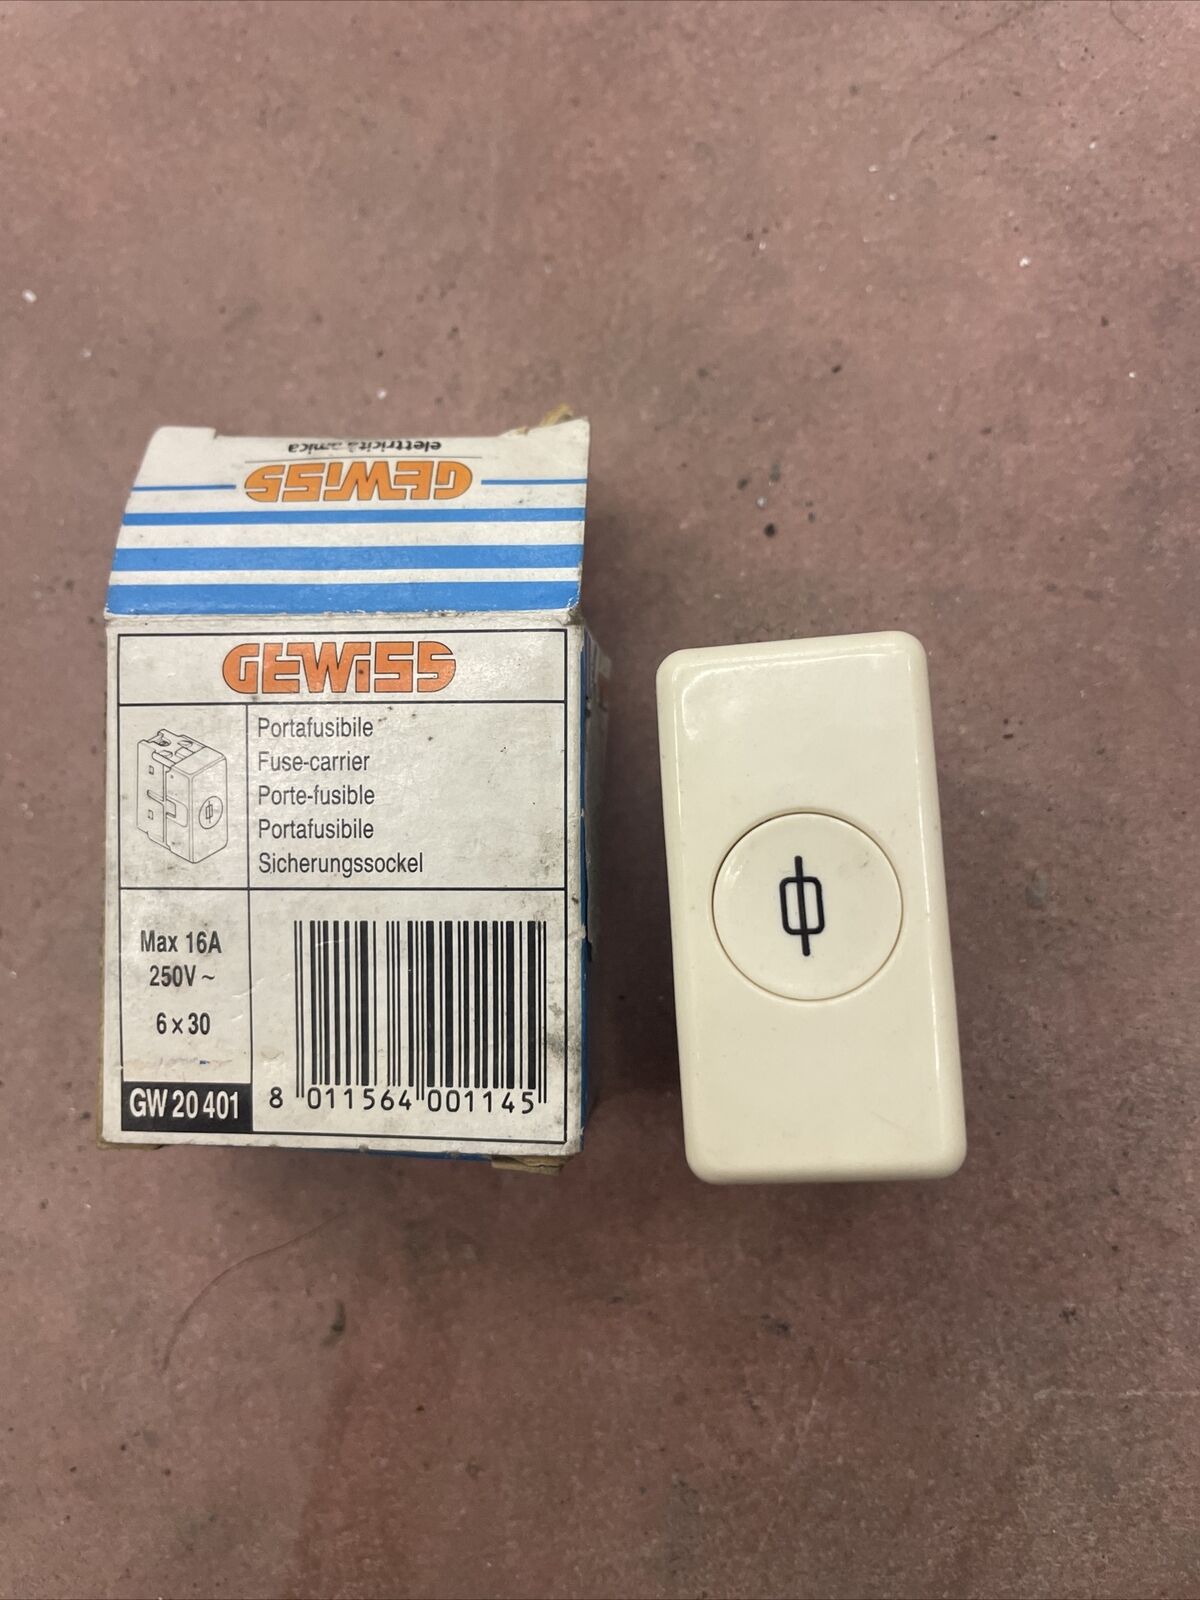 elettricità amica
GEWISS
GEWISS
Portafusibile
Fuse-carrier
Porte-fusible
Portafusibile
Sicherungssockel
Max 16A
250V ~
6 x 30
GW 20 401
8 011564 001145